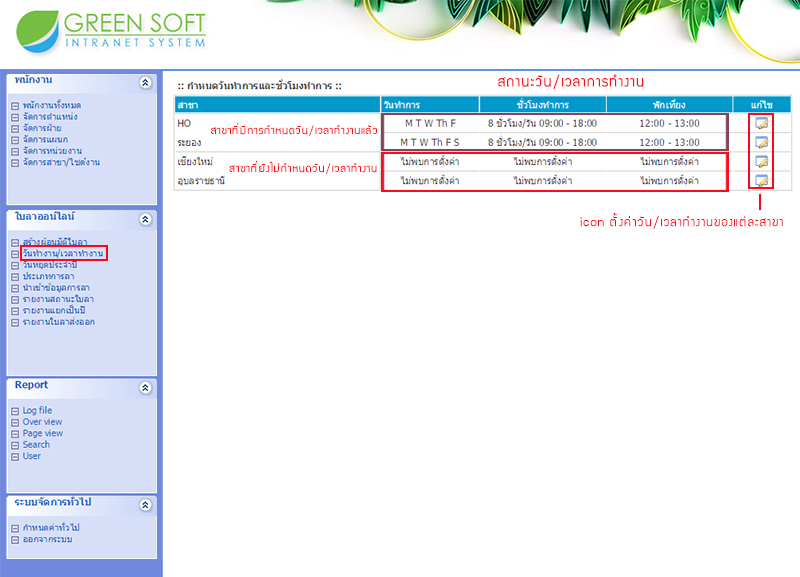 GREEN SOFT
INTRANET SYSTEM
พนักงาน
พนักงานทั้งหมด
จัดการตำแหน่ง
จัดการฝ่าย
จัดการแผนก
จัดการหน่วยงาน
จัดการสาขา/ไซต์งาน
ใบลาออนไลน์
สร้างผู้อนุมัติใบลา
วันทำงาน/เวลาทำงาน
วันหยุดประจำปี
ประเภทการลา
นำเข้าข้อมูลการลา
รายงานสถานะใบลา
รายงานแยกเป็นปี
รายงานใบลาส่งออก
Report
Log file
Over view
Page view
Search
User
ระบบจัดการทั่วไป
กำหนดค่าทั่วไป
ออกจากระบบ
:: กำหนดวันทำการและชั่วโมงทำการ ::
สถานะวัน/เวลาการทำงาน
สาขา วันทำการ ชั่วโมงทำการ พักเที่ยง แก้ไข
HO M T W Th F 8 ชั่วโมง/วัน 09:00 - 18:00 12:00 - 13:00
สาขาที่มีการกำหนดวัน/เวลาทำงานแล้ว
ระยอง M T W Th F S 8 ชั่วโมง/วัน 09:00 - 18:00 12:00 - 13:00
เชียงใหม่ ไม่พบการตั้งค่า ไม่พบการตั้งค่า ไม่พบการตั้งค่า
สาขาที่ยังไม่กำหนดวัน/เวลาทำงาน
อุบลราชธานี ไม่พบการตั้งค่า ไม่พบการตั้งค่า ไม่พบการตั้งค่า
icon ตั้งค่าวัน/เวลาทำงานของแต่ละสาขา